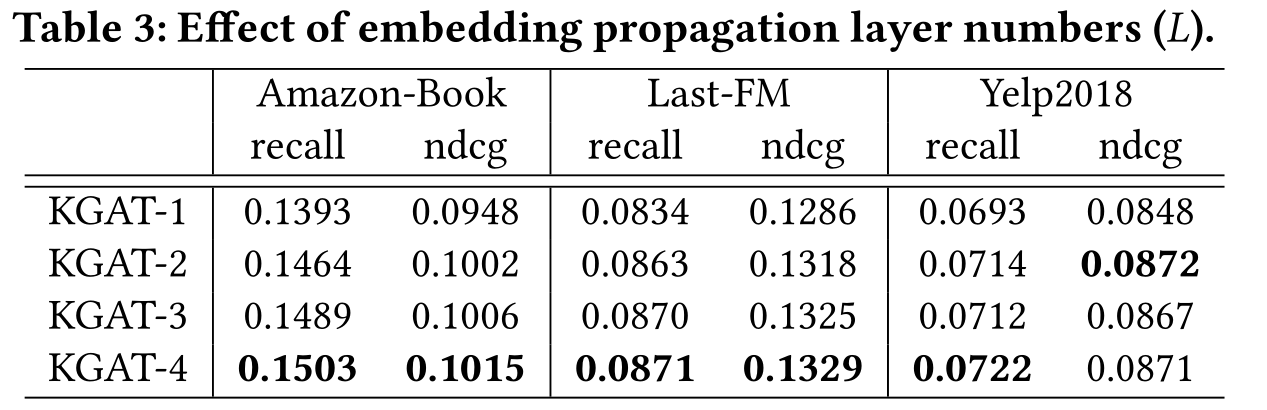 Table 3: Effect of embedding propagation layer numbers (L).
Amazon-Book Last-FM Yelp2018
recall ndcg recall ndcg recall ndcg
KGAT-1 0.1393 0.0948 0.0834 0.1286 0.0693 0.0848
KGAT-2 0.1464 0.1002 0.0863 0.1318 0.0714 0.0872
KGAT-3 0.1489 0.1006 0.0870 0.1325 0.0712 0.0867
KGAT-4 0.1503 0.1015 0.0871 0.1329 0.0722 0.0871